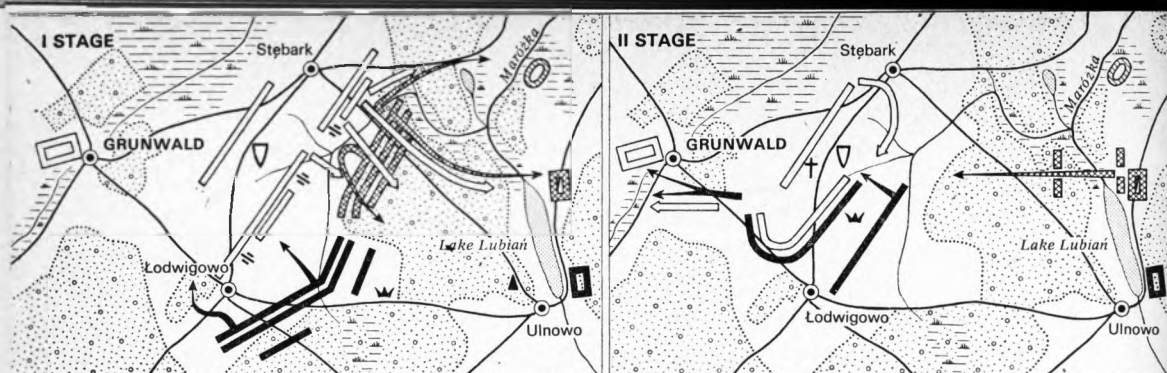 I STAGE
Stębark
Marózka
GRUNWALD
Lake Lubiań
Łodwigowo
Ulnowo
II STAGE
Stębark
Marózka
GRUNWALD
Lake Lubiań
Łodwigowo
Ulnowo